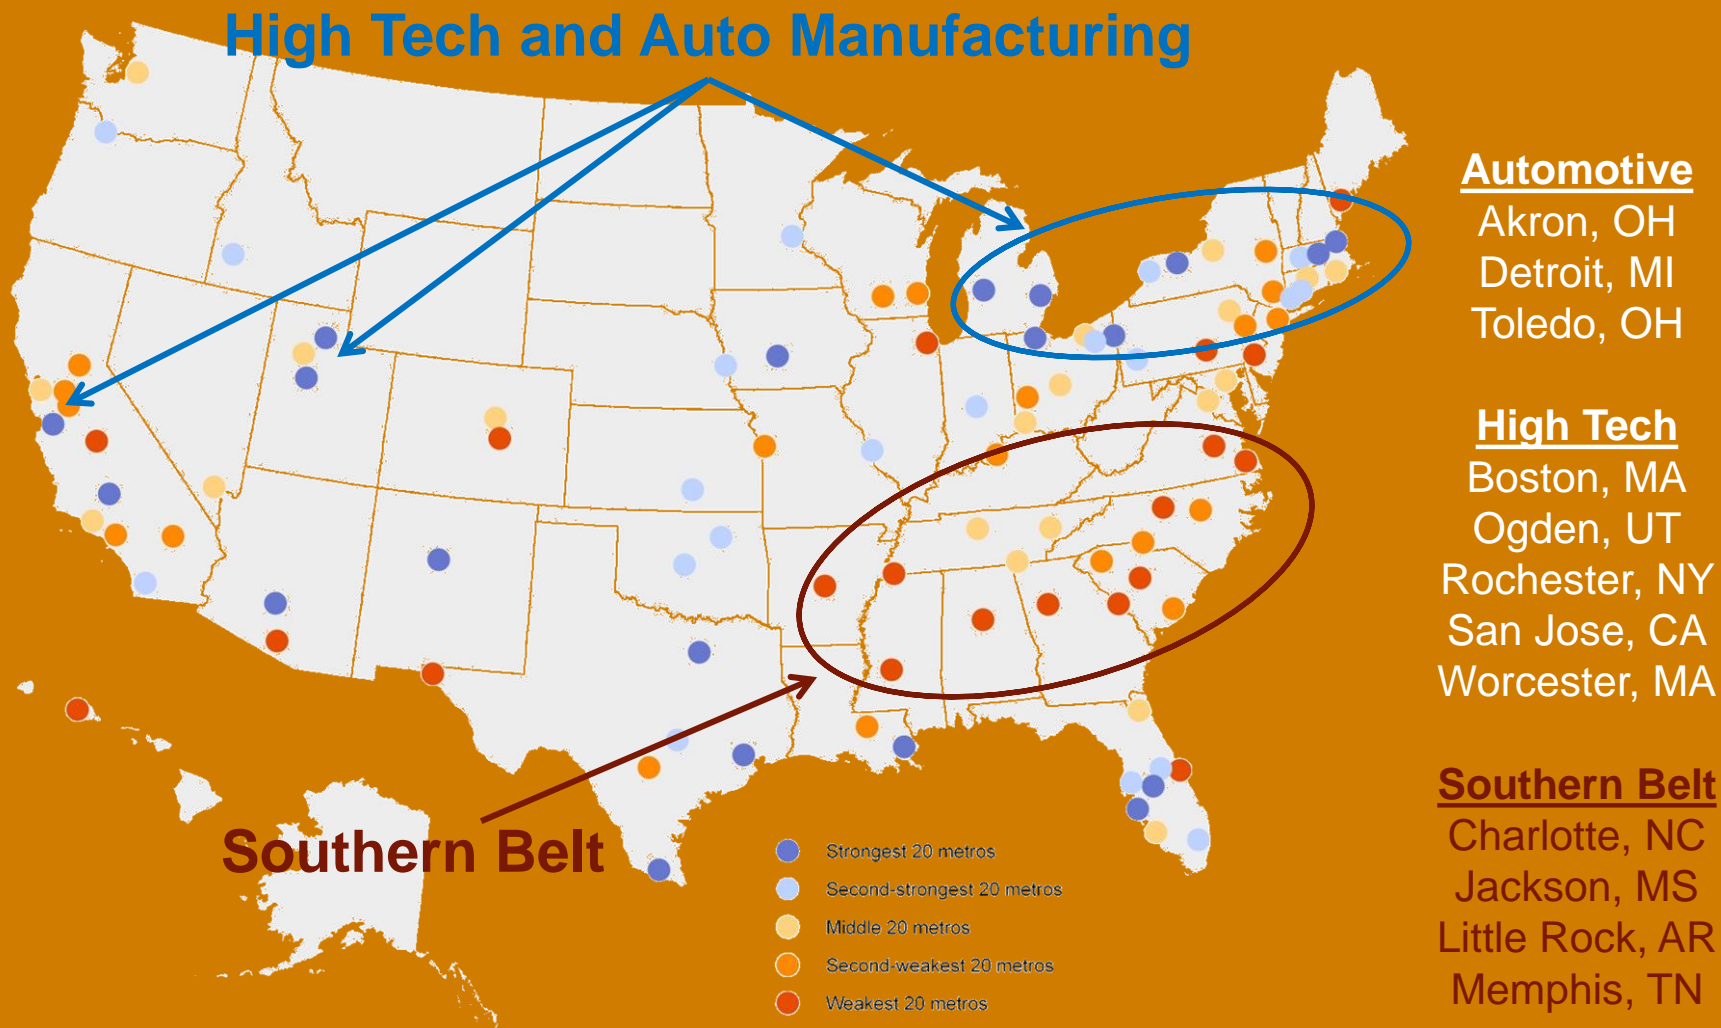 High Tech and Auto Manufacturing
Automotive
Akron, OH
Detroit, MI
Toledo, OH
High Tech
Boston, MA
Ogden, UT
Rochester, NY
San Jose, CA
Worcester, MA
Southern Belt
Charlotte, NC
Jackson, MS
Little Rock, AR
Memphis, TN
Southern Belt
Strongest 20 metros
Second-strongest 20 metros
Middle 20 metros
Second-weakest 20 metros
Weakest 20 metros